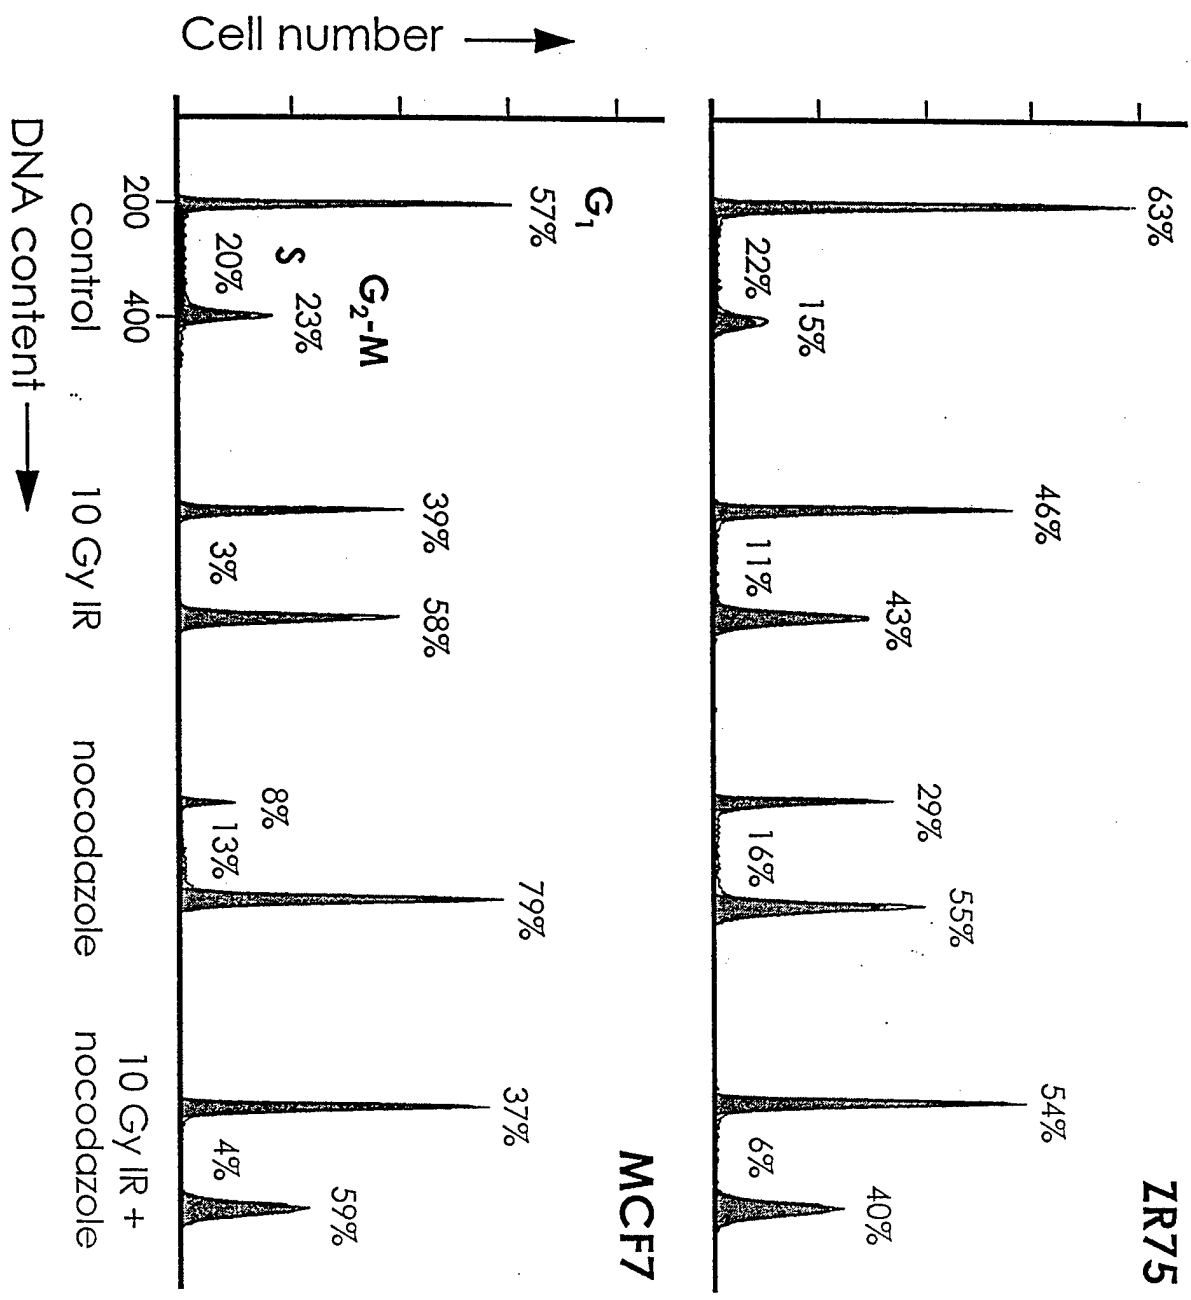 ZR75
63%
22%
15%
46%
11%
43%
29%
16%
55%
54%
6%
40%
MCF7
G₁
57%
S
20%
G₂-M
23%
39%
3%
58%
8%
13%
79%
37%
4%
59%
200
400
control
10 Gy IR
nocodazole
10 Gy IR +
nocodazole
Cell number
DNA content